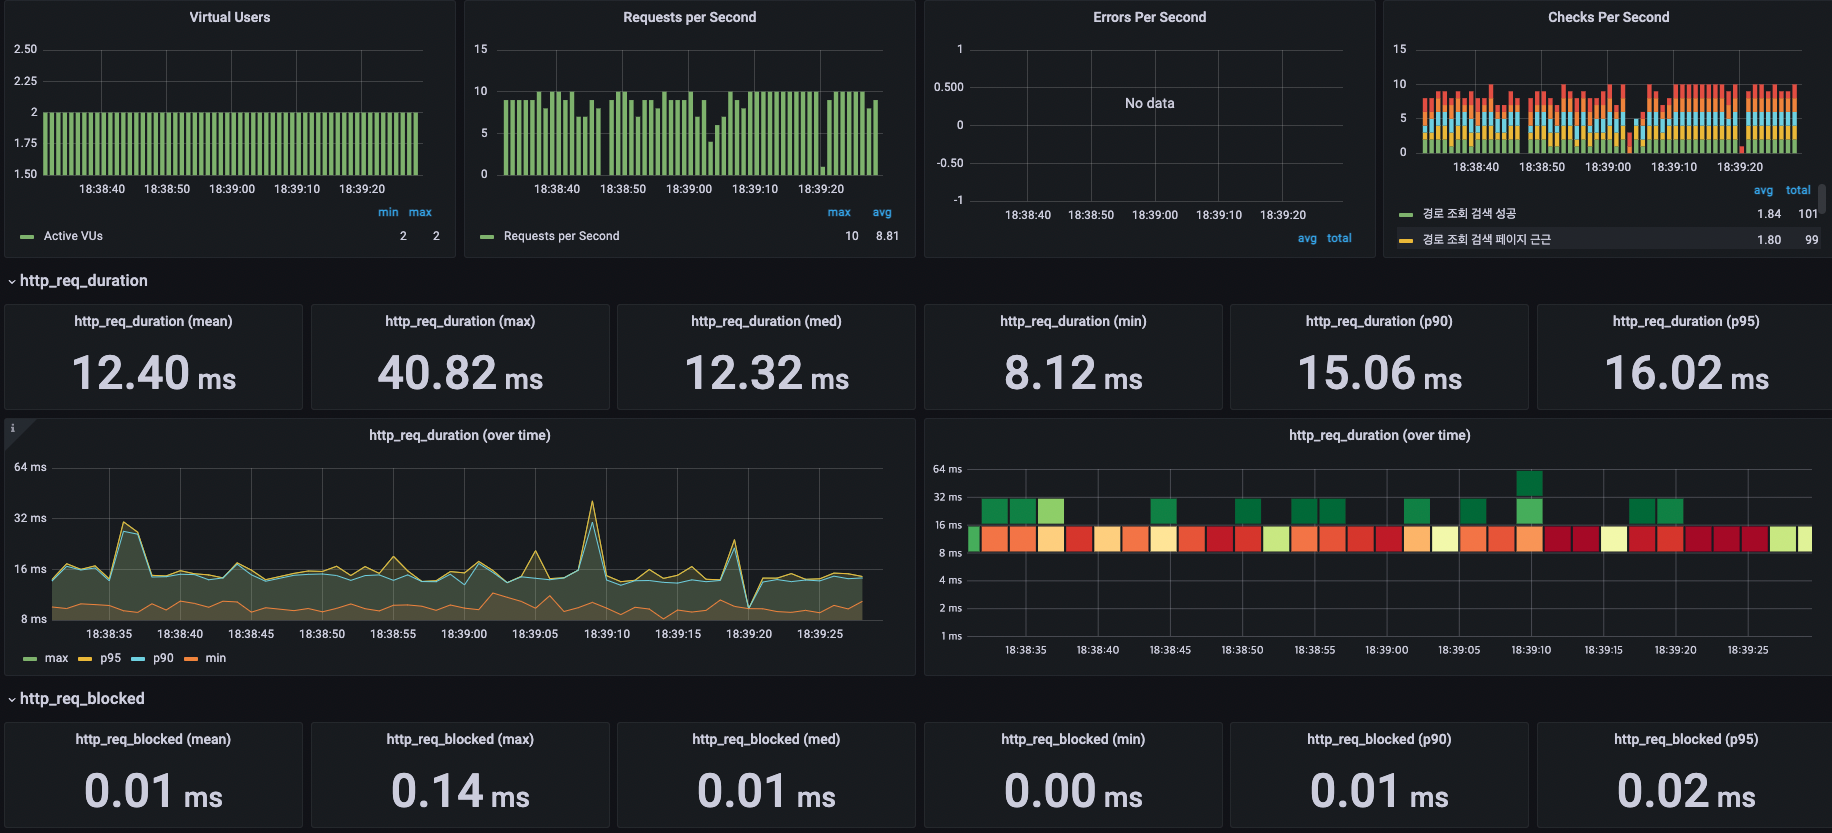 Virtual Users
2.50
2.25
2
1.75
1.50
18:38:40 18:38:50 18:39:00 18:39:10 18:39:20
min max
Active VUs 2 2
Requests per Second
15
10
5
0
18:38:40 18:38:50 18:39:00 18:39:10 18:39:20
max avg
Requests per Second 10 8.81
Errors Per Second
1
0.500
0
-0.50
-1
No data
18:38:40 18:38:50 18:39:00 18:39:10 18:39:20
avg total
Checks Per Second
15
10
5
0
18:38:40 18:38:50 18:39:00 18:39:10 18:39:20
avg total
경로 조회 검색 성공 1.84 101
경로 조회 검색 페이지 근근 1.80 99
http_req_duration
http_req_duration (mean)
12.40 ms
http_req_duration (max)
40.82 ms
http_req_duration (med)
12.32 ms
http_req_duration (min)
8.12 ms
http_req_duration (p90)
15.06 ms
http_req_duration (p95)
16.02 ms
i
http_req_duration (over time)
64 ms
32 ms
16 ms
8 ms
18:38:35 18:38:40 18:38:45 18:38:50 18:38:55 18:39:00 18:39:05 18:39:10 18:39:15 18:39:20 18:39:25
max p95 p90 min
http_req_duration (over time)
64 ms
32 ms
16 ms
8 ms
4 ms
2 ms
1 ms
18:38:35 18:38:40 18:38:45 18:38:50 18:38:55 18:39:00 18:39:05 18:39:10 18:39:15 18:39:20 18:39:25
http_req_blocked
http_req_blocked (mean)
0.01 ms
http_req_blocked (max)
0.14 ms
http_req_blocked (med)
0.01 ms
http_req_blocked (min)
0.00 ms
http_req_blocked (p90)
0.01 ms
http_req_blocked (p95)
0.02 ms